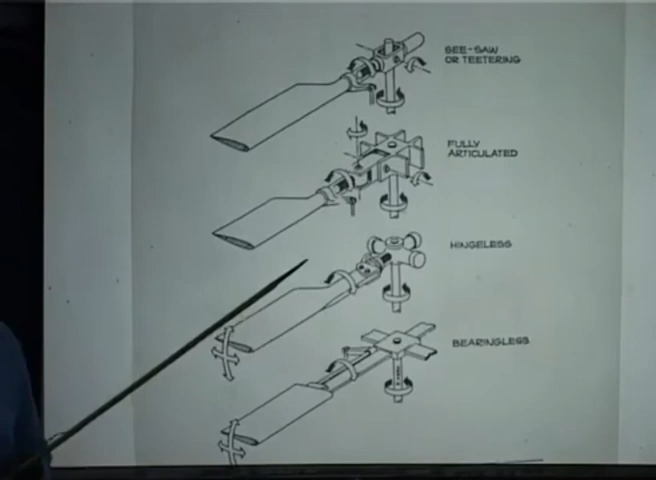 SEE-SAW
OR TEETERING
FULLY
ARTICULATED
HINGELESS
BEARINGLESS